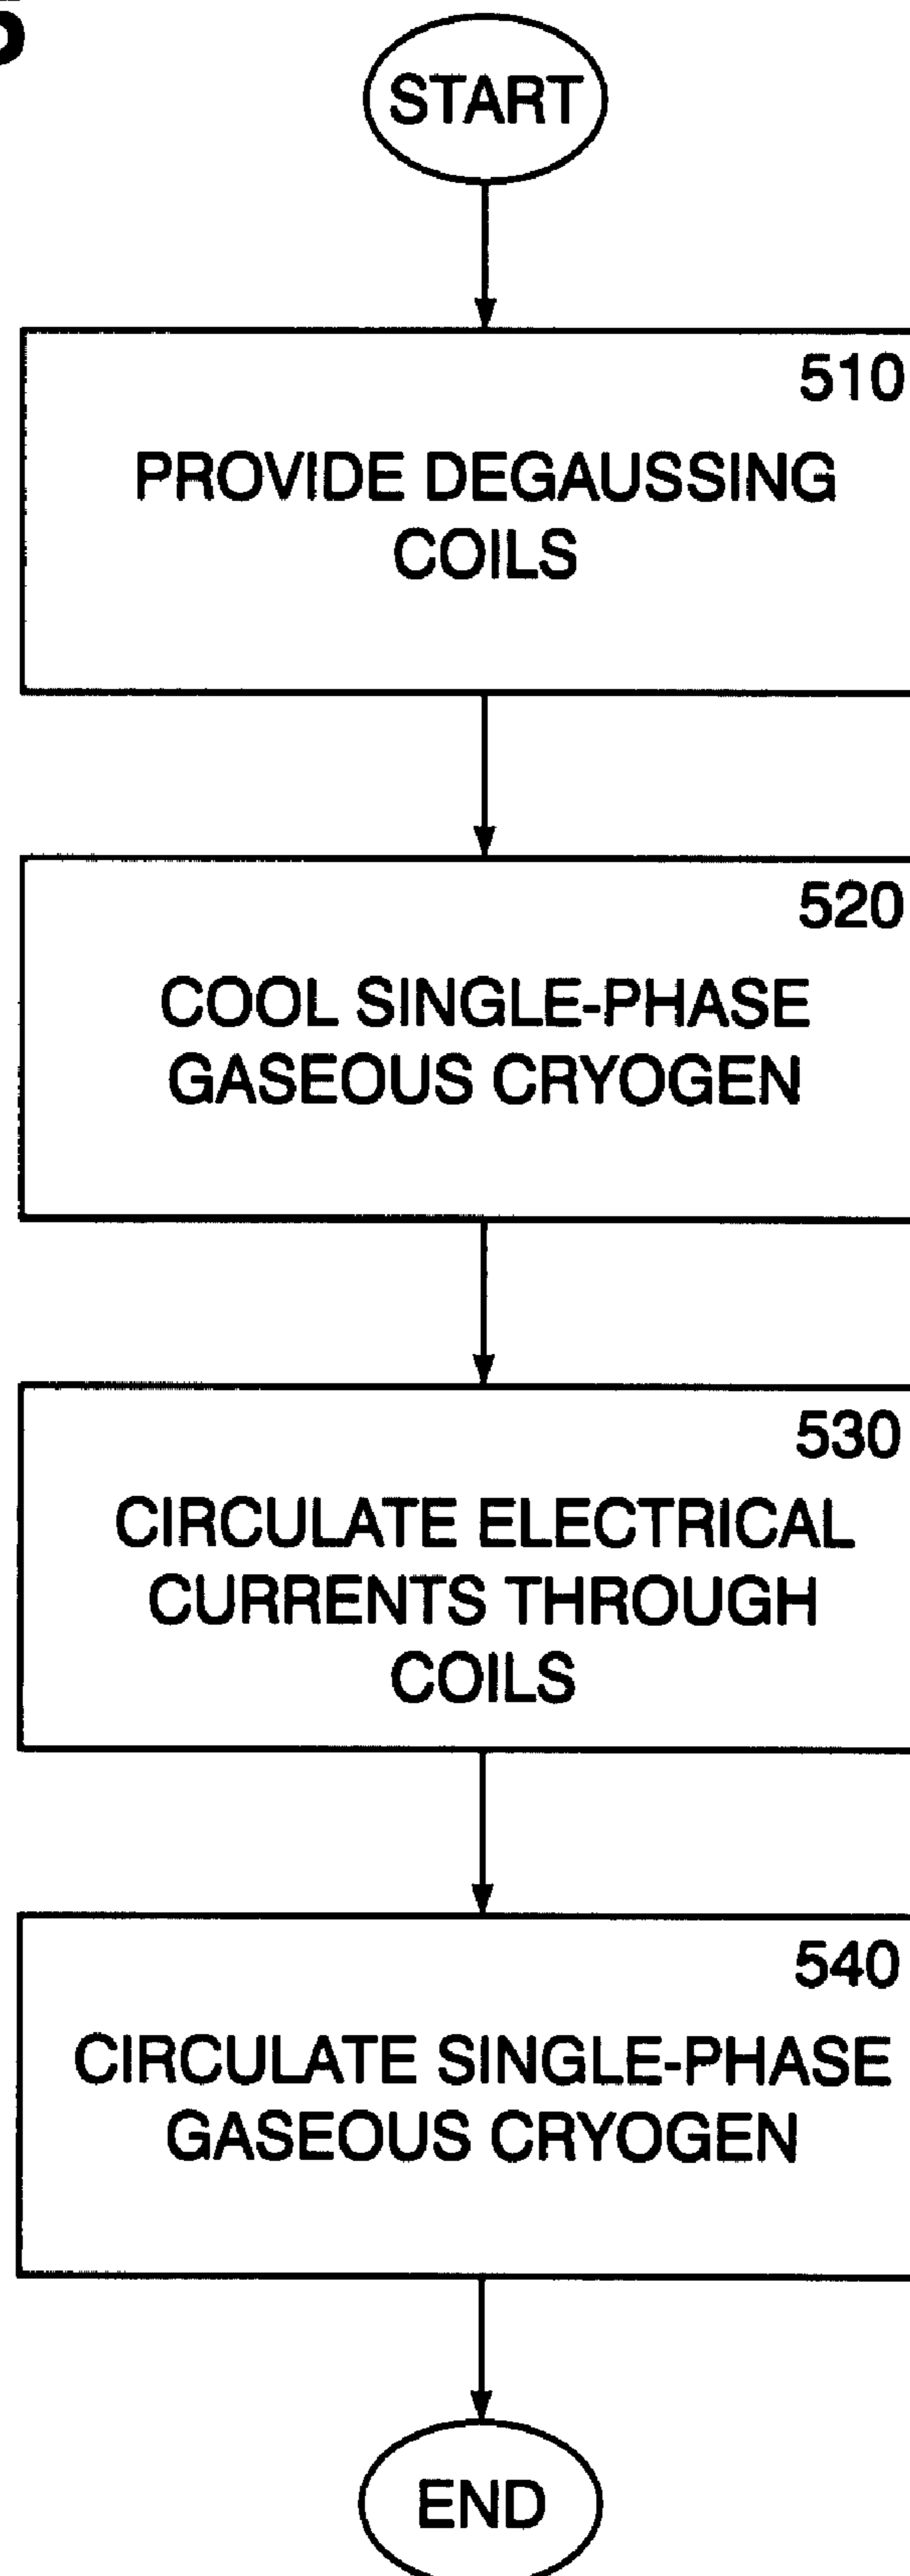 START
510
PROVIDE DEGAUSSING
COILS
520
COOL SINGLE-PHASE
GASEOUS CRYOGEN
530
CIRCULATE ELECTRICAL
CURRENTS THROUGH
COILS
540
CIRCULATE SINGLE-PHASE
GASEOUS CRYOGEN
END